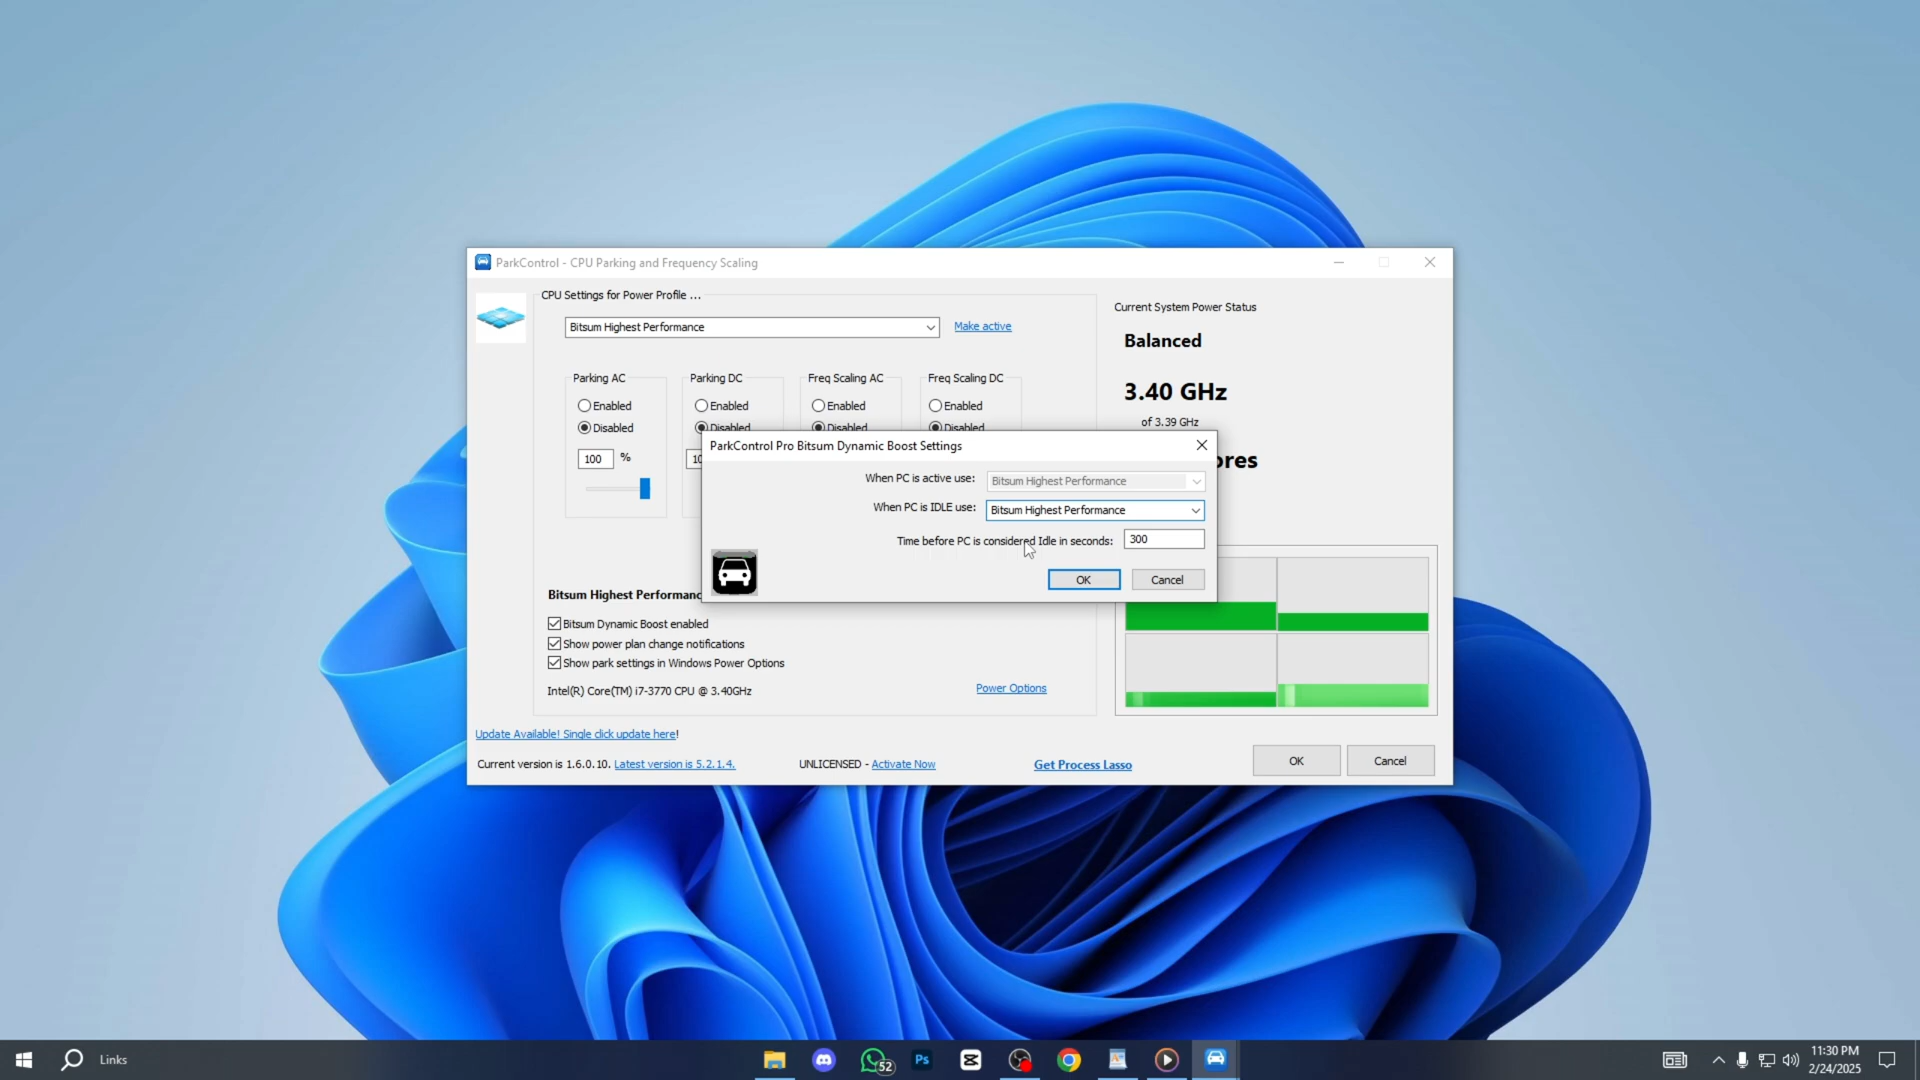 ParkControl - CPU Parking and Frequency Scaling
CPU Settings for Power Profile ...
Bitsum Highest Performance
Make active
Parking AC
Enabled
Disabled
100 %
Parking DC
Enabled
Disabled
10
Freq Scaling AC
Enabled
Disabled
Freq Scaling DC
Enabled
Disabled
Current System Power Status
Balanced
3.40 GHz
of 3.39 GHz
ores
ParkControl Pro Bitsum Dynamic Boost Settings
When PC is active use:
Bitsum Highest Performance
When PC is IDLE use:
Bitsum Highest Performance
Time before PC is considered Idle in seconds:
300
OK
Cancel
Bitsum Highest Performanc
Bitsum Dynamic Boost enabled
Show power plan change notifications
Show park settings in Windows Power Options
Intel(R) Core(TM) i7-3770 CPU @ 3.40GHz
Power Options
Update Available! Single click update here!
Current version is 1.6.0.10. Latest version is 5.2.1.4.
UNLICENSED - Activate Now
Get Process Lasso
OK
Cancel
Links
52
Ps
11:30 PM
2/24/2025